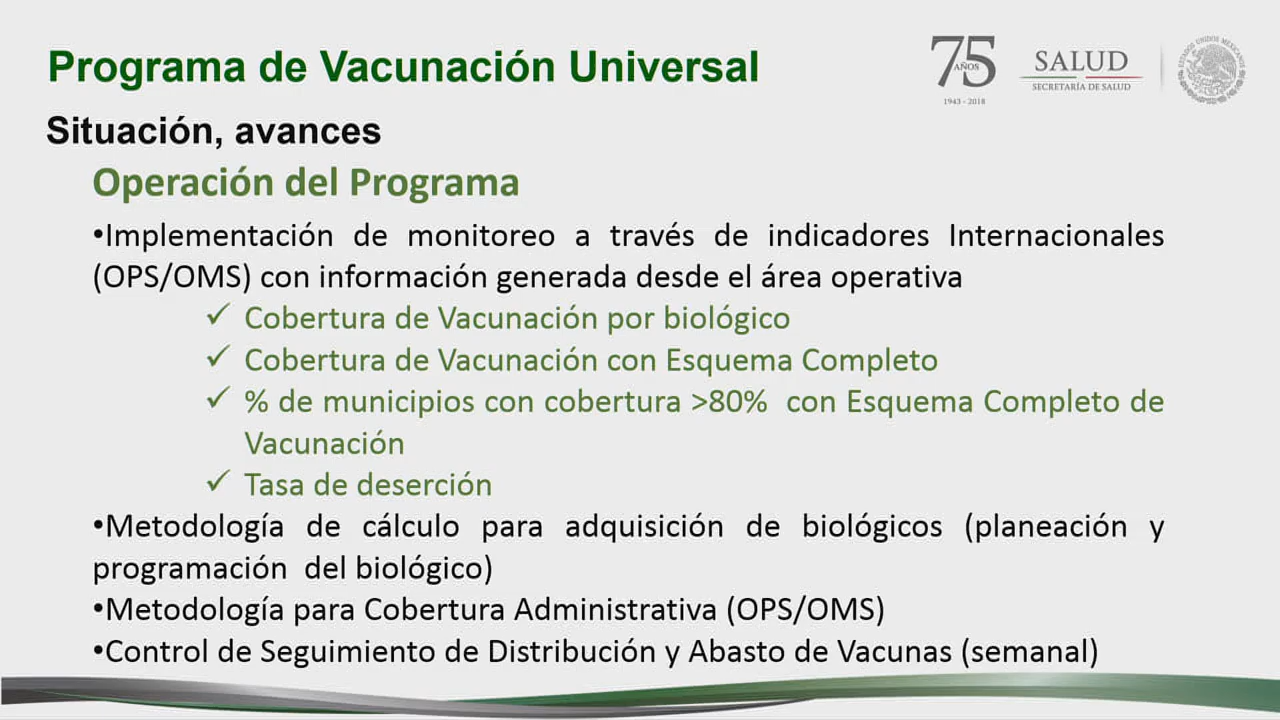 Programa de Vacunación Universal
75
AÑOS
1943 - 2018
SALUD
SECRETARÍA DE SALUD
ESTADOS UNIDOS MEXICANOS
Situación, avances
Operación del Programa
•Implementación de monitoreo a través de indicadores Internacionales
(OPS/OMS) con información generada desde el área operativa
✓ Cobertura de Vacunación por biológico
✓ Cobertura de Vacunación con Esquema Completo
✓ % de municipios con cobertura >80% con Esquema Completo de
Vacunación
✓ Tasa de deserción
•Metodología de cálculo para adquisición de biológicos (planeación y
programación del biológico)
•Metodología para Cobertura Administrativa (OPS/OMS)
•Control de Seguimiento de Distribución y Abasto de Vacunas (semanal)